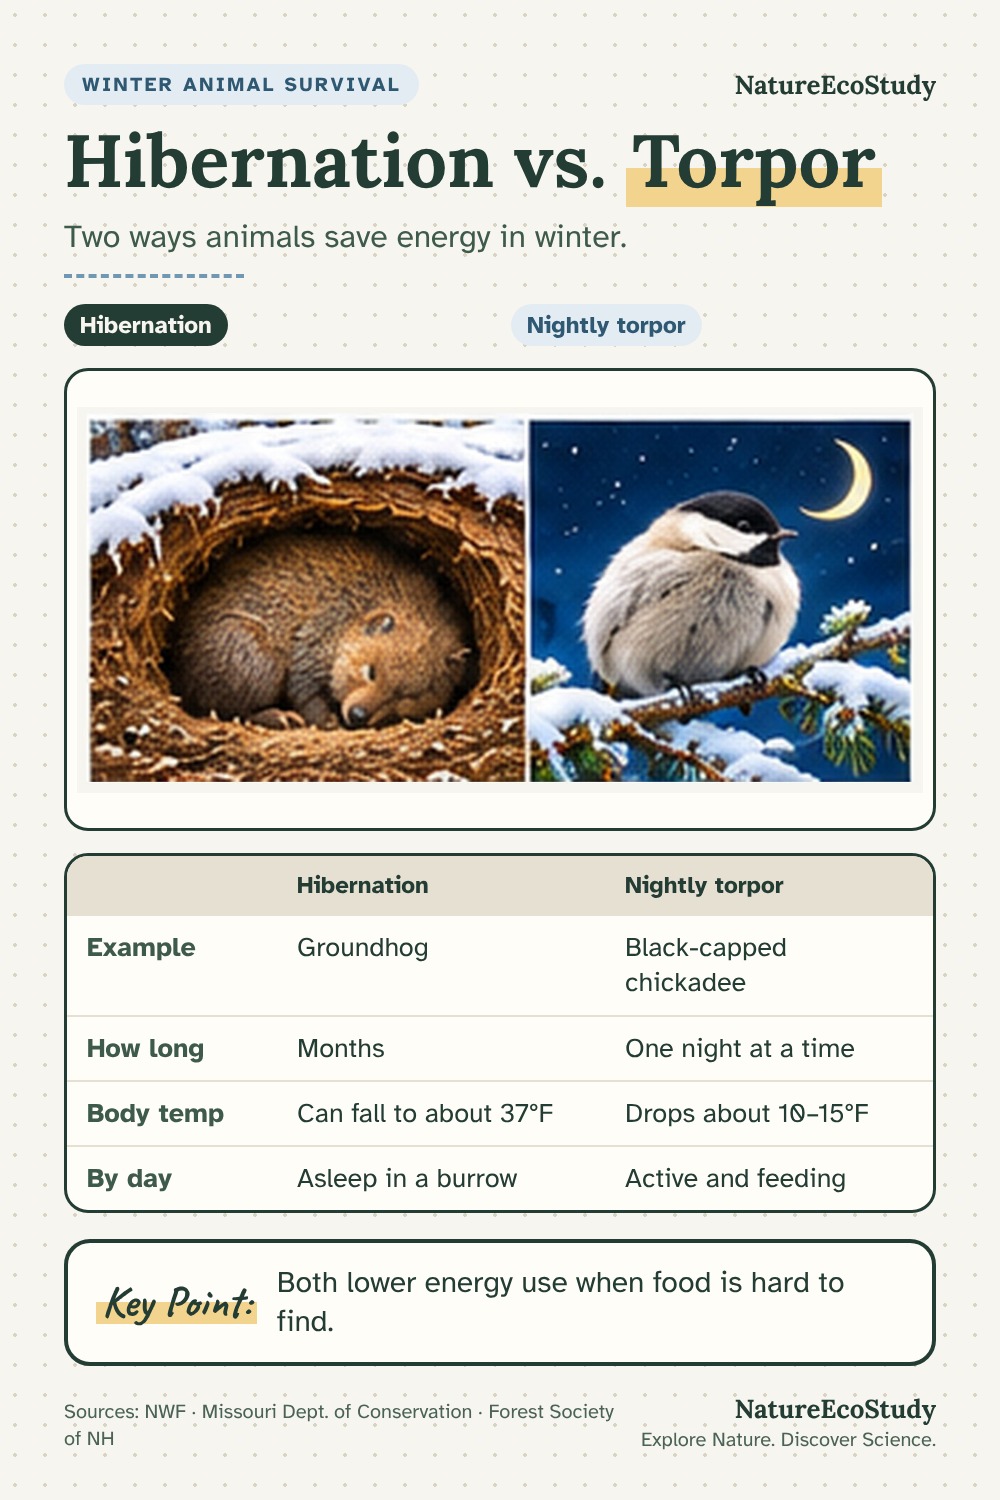 WINTER ANIMAL SURVIVAL
NatureEcoStudy
Hibernation vs. Torpor
Two ways animals save energy in winter.
Hibernation
Nightly torpor
Hibernation Nightly torpor
Example Groundhog Black-capped
chickadee
How long Months One night at a time
Body temp Can fall to about 37°F Drops about 10–15°F
By day Asleep in a burrow Active and feeding
Key Point: Both lower energy use when food is hard to
find.
Sources: NWF · Missouri Dept. of Conservation · Forest Society
of NH
NatureEcoStudy
Explore Nature. Discover Science.